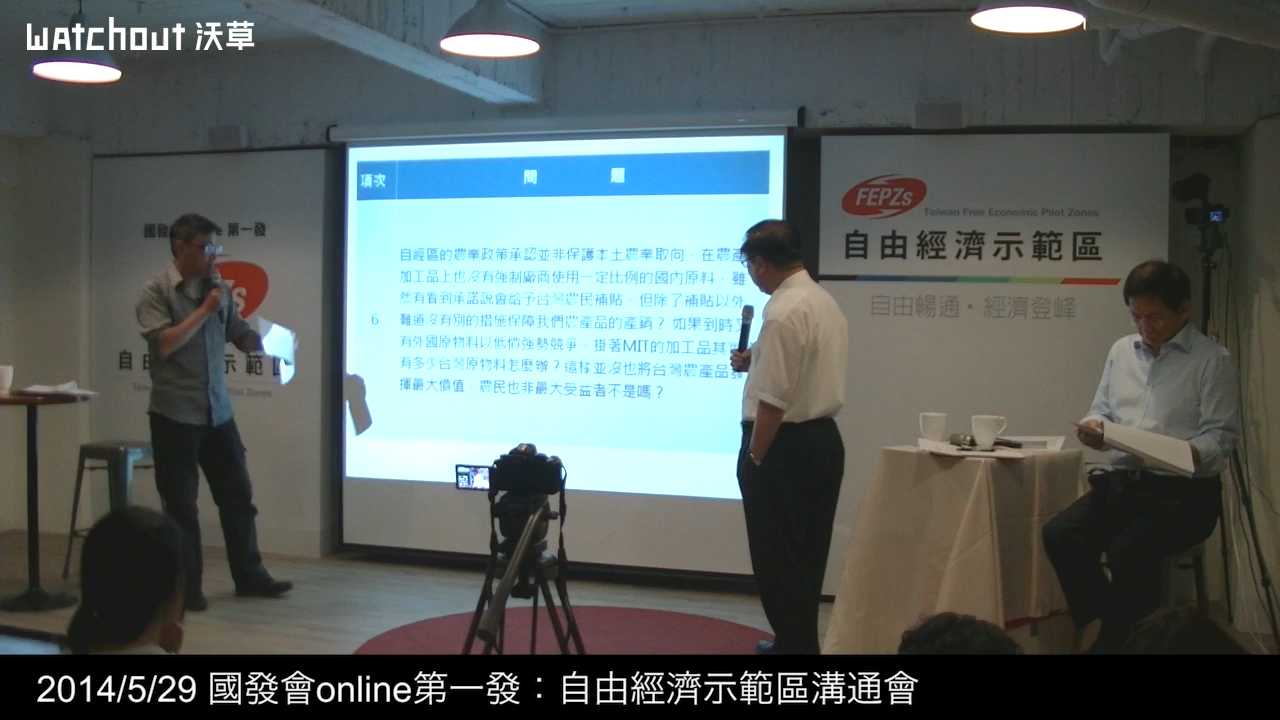 watchout 沃草
國發
第一發
Zs
自由
示範區
Taiwan
Pilot Zones
項次
問 題
自經區的農業政策承認並非保護本土農業取向，在農產
加工品上也沒有強制廠商使用一定比例的國內原料，雖
然有看到承諾說會給予台灣農民補貼，但除了補貼以外
6 難道沒有別的措施保障我們農產品的產銷？如果到時又
有外國原物料以低價強勢競爭，掛著MIT的加工品其實
有多少台灣原物料怎麼辦？這樣並沒也將台灣農產品發
揮最大價值，農民也非最大受益者不是嗎？
FEPZs
Taiwan Free Economic Pilot Zones
自由經濟示範區
自由暢通・經濟登峰
2014/5/29 國發會online第一發：自由經濟示範區溝通會